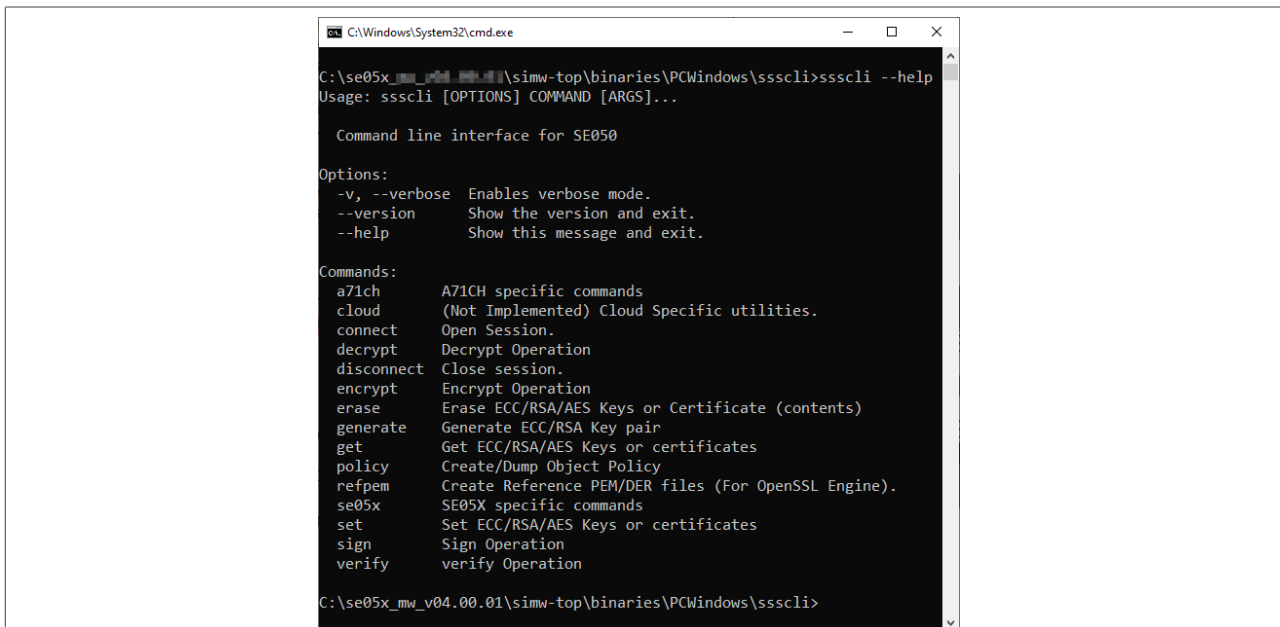 C:\Windows\System32\cmd.exe
C:\se05x_ \simw-top\binaries\PCWindows\ssscli>ssscli --help
Usage: ssscli [OPTIONS] COMMAND [ARGS]...
Command line interface for SE050
Options:
-v, --verbose Enables verbose mode.
--version Show the version and exit.
--help Show this message and exit.
Commands:
a71ch A71CH specific commands
cloud (Not Implemented) Cloud Specific utilities.
connect Open Session.
decrypt Decrypt Operation
disconnect Close session.
encrypt Encrypt Operation
erase Erase ECC/RSA/AES Keys or Certificate (contents)
generate Generate ECC/RSA Key pair
get Get ECC/RSA/AES Keys or certificates
policy Create/Dump Object Policy
refpem Create Reference PEM/DER files (For OpenSSL Engine).
se05x SE05X specific commands
set Set ECC/RSA/AES Keys or certificates
sign Sign Operation
verify verify Operation
C:\se05x_mw_v04.00.01\simw-top\binaries\PCWindows\ssscli>